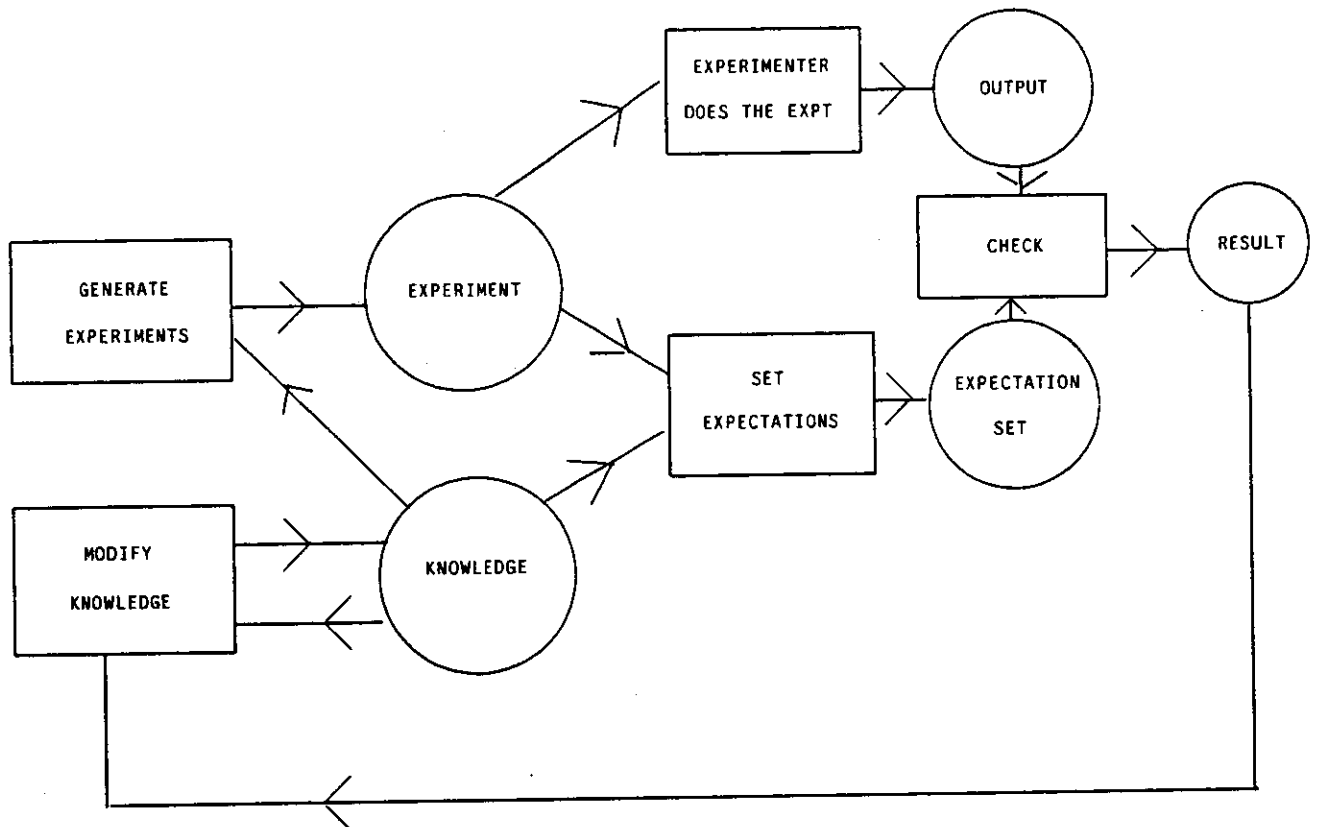 EXPERIMENTER
DOES THE EXPT
OUTPUT
CHECK
RESULT
GENERATE
EXPERIMENTS
EXPERIMENT
SET
EXPECTATIONS
EXPECTATION
SET
MODIFY
KNOWLEDGE
KNOWLEDGE